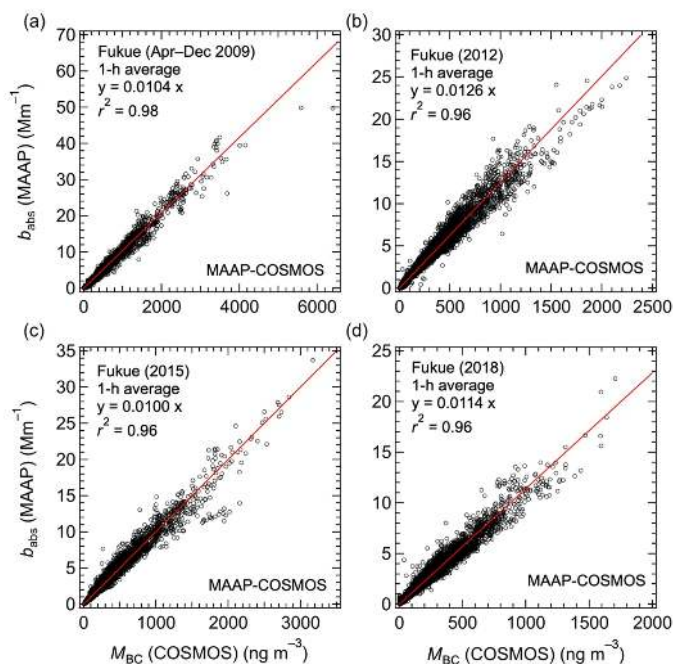 (a)
Fukue (Apr–Dec 2009)
1-h average
y = 0.0104 x
r² = 0.98
MAAP-COSMOS
b_abs (MAAP) (Mm⁻¹)
70
60
50
40
30
20
10
0
0 2000 4000 6000
(b)
Fukue (2012)
1-h average
y = 0.0126 x
r² = 0.96
MAAP-COSMOS
30
25
20
15
10
5
0
0 500 1000 1500 2000 2500
(c)
Fukue (2015)
1-h average
y = 0.0100 x
r² = 0.96
MAAP-COSMOS
b_abs (MAAP) (Mm⁻¹)
35
30
25
20
15
10
5
0
0 1000 2000 3000
M_BC (COSMOS) (ng m⁻³)
(d)
Fukue (2018)
1-h average
y = 0.0114 x
r² = 0.96
MAAP-COSMOS
25
20
15
10
5
0
0 500 1000 1500 2000
M_BC (COSMOS) (ng m⁻³)